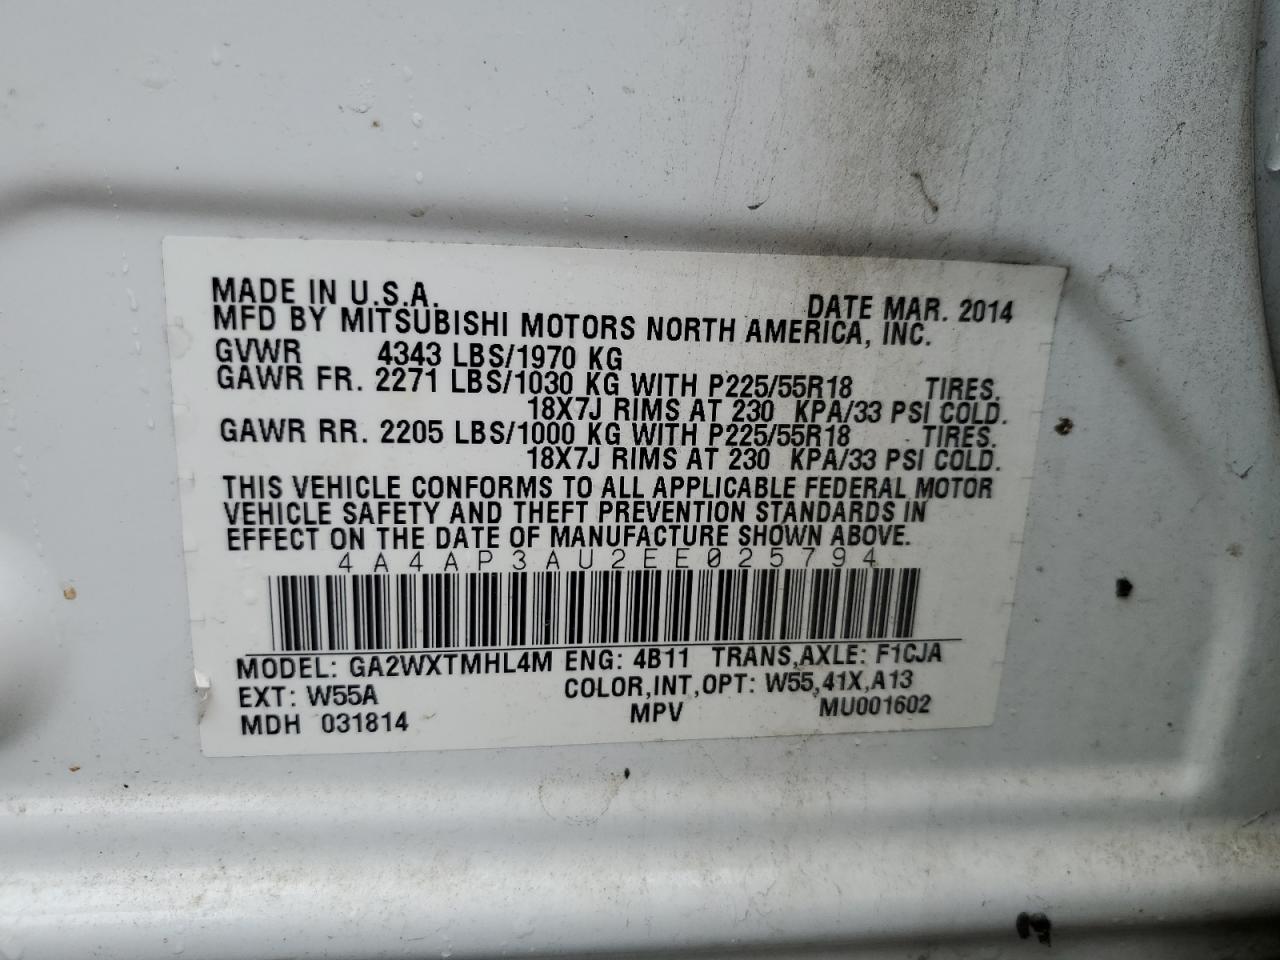 MADE IN U.S.A. DATE MAR. 2014
MFD BY MITSUBISHI MOTORS NORTH AMERICA, INC.
GVWR 4343 LBS/1970 KG
GAWR FR. 2271 LBS/1030 KG WITH P225/55R18 TIRES.
18X7J RIMS AT 230 KPA/33 PSI COLD.
GAWR RR. 2205 LBS/1000 KG WITH P225/55R18 TIRES.
18X7J RIMS AT 230 KPA/33 PSI COLD.
THIS VEHICLE CONFORMS TO ALL APPLICABLE FEDERAL MOTOR
VEHICLE SAFETY AND THEFT PREVENTION STANDARDS IN
EFFECT ON THE DATE OF MANUFACTURE SHOWN ABOVE.
4A4AP3AU2EE025794
MODEL: GA2WXTMHL4M ENG: 4B11 TRANS,AXLE: F1CJA
EXT: W55A COLOR,INT,OPT: W55,41X,A13
MDH 031814 MPV MU001602